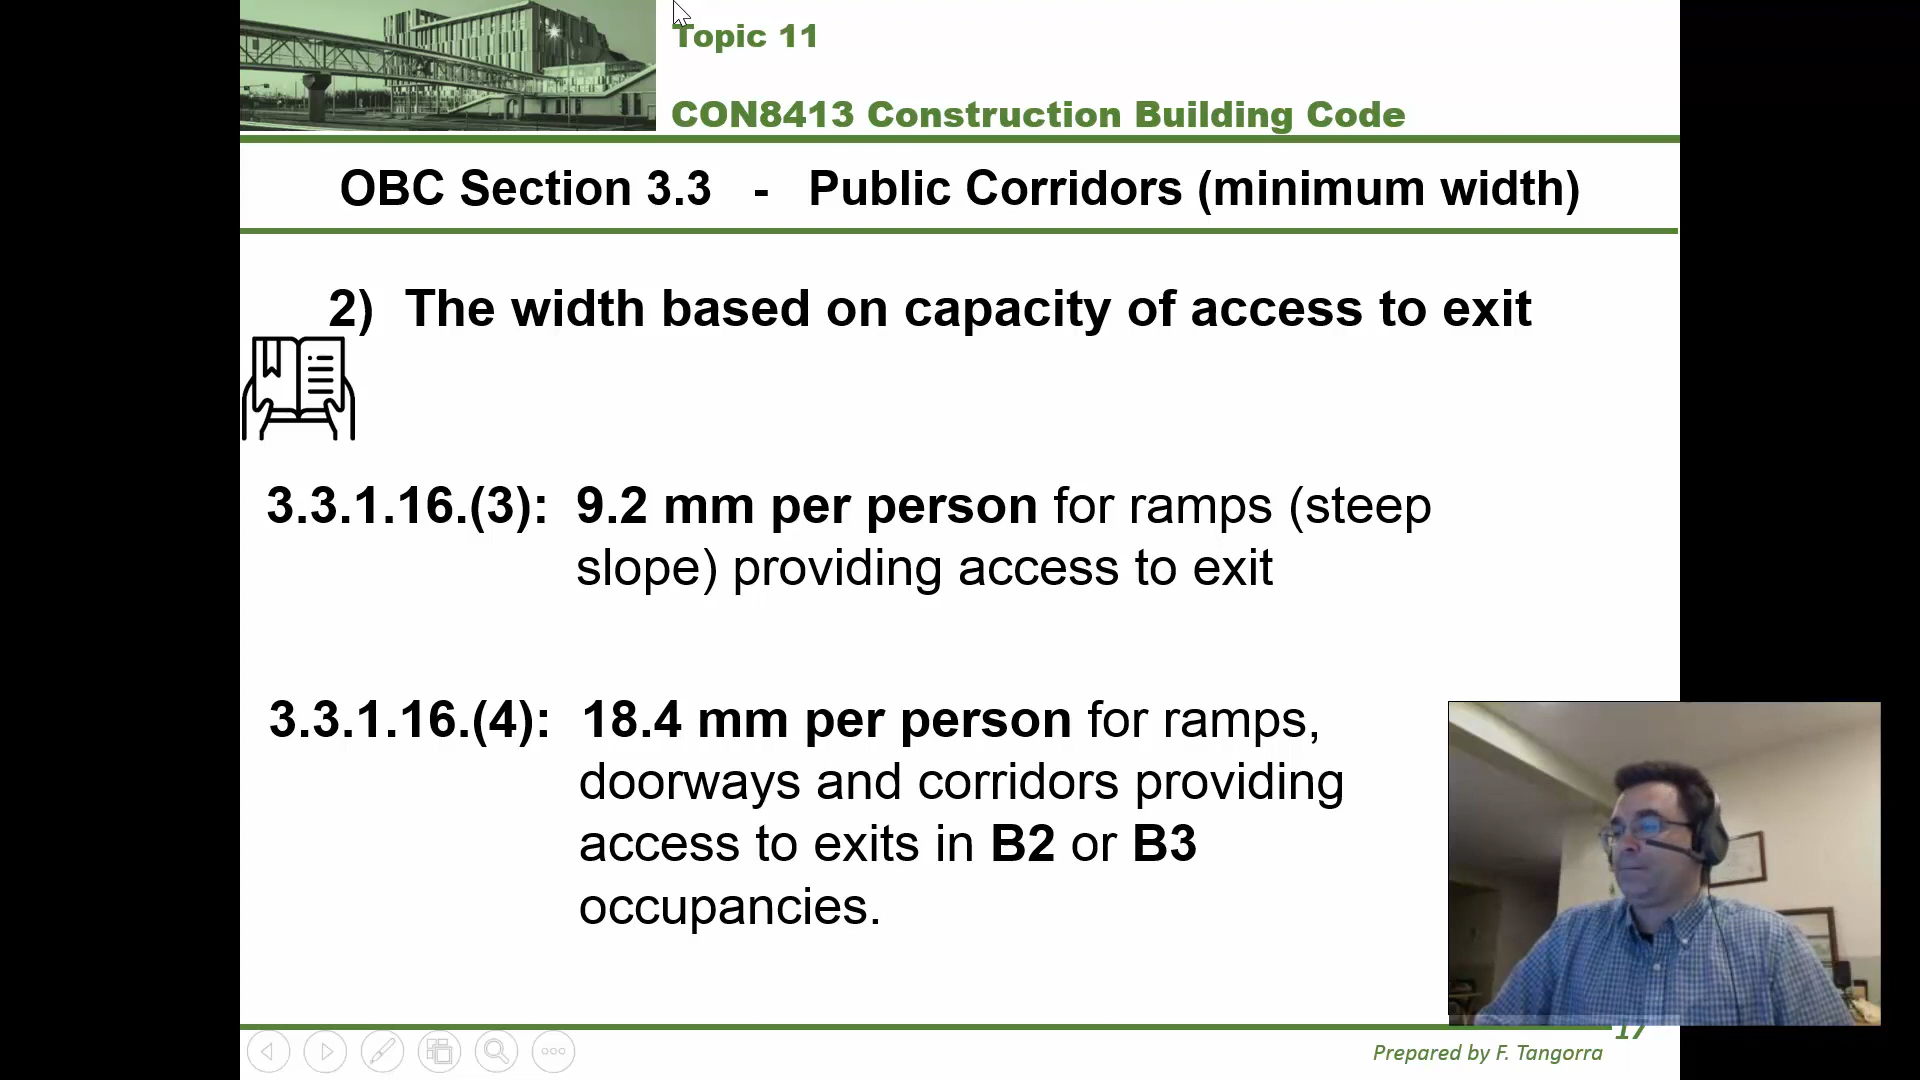 Topic 11
CON8413 Construction Building Code
OBC Section 3.3 - Public Corridors (minimum width)
2) The width based on capacity of access to exit
3.3.1.16.(3): 9.2 mm per person for ramps (steep
slope) providing access to exit
3.3.1.16.(4): 18.4 mm per person for ramps,
doorways and corridors providing
access to exits in B2 or B3
occupancies.
17
Prepared by F. Tangorra